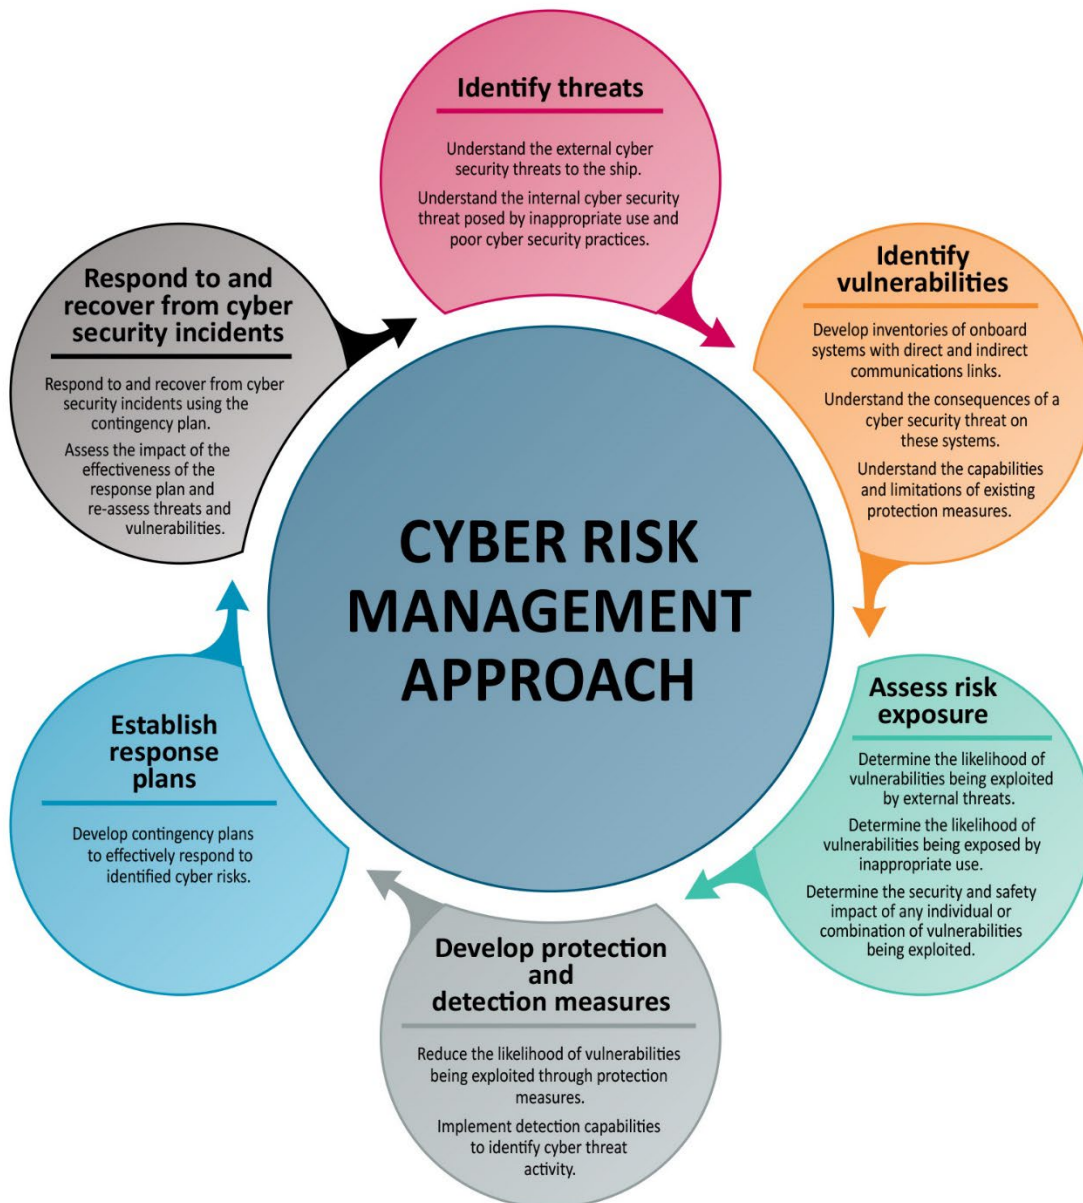 Identify threats
Understand the external cyber
security threats to the ship.
Understand the internal cyber security
threat posed by inappropriate use and
poor cyber security practices.
Identify
vulnerabilities
Develop inventories of onboard
systems with direct and indirect
communications links.
Understand the consequences of a
cyber security threat on
these systems.
Understand the capabilities
and limitations of existing
protection measures.
Assess risk
exposure
Determine the likelihood of
vulnerabilities being exploited
by external threats.
Determine the likelihood of
vulnerabilities being exposed by
inappropriate use.
Determine the security and safety
impact of any individual or
combination of vulnerabilities
being exploited.
Develop protection
and
detection measures
Reduce the likelihood of vulnerabilities
being exploited through protection
measures.
Implement detection capabilities
to identify cyber threat
activity.
Establish
response
plans
Develop contingency plans
to effectively respond to
identified cyber risks.
Respond to and
recover from cyber
security incidents
Respond to and recover from cyber
security incidents using the
contingency plan.
Assess the impact of the
effectiveness of the
response plan and
re-assess threats and
vulnerabilities.
CYBER RISK
MANAGEMENT
APPROACH